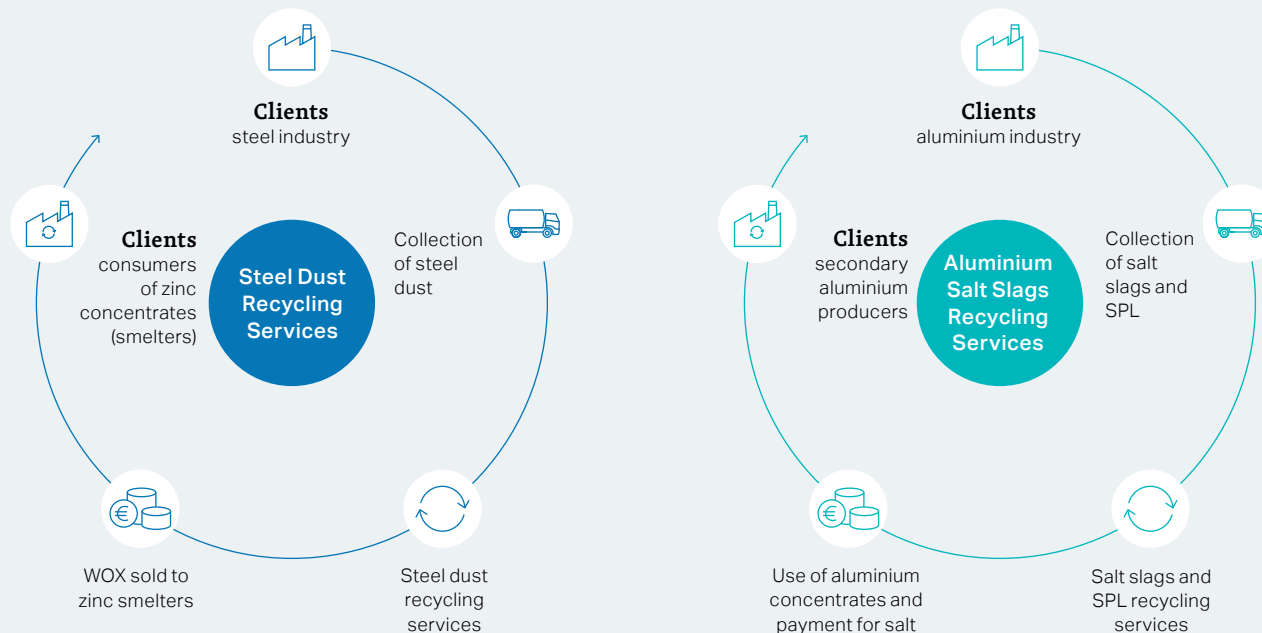 Clients
steel industry
Collection
of steel
dust
Steel dust
recycling
services
WOX sold to
zinc smelters
Clients
consumers
of zinc
concentrates
(smelters)
Steel Dust
Recycling
Services
Clients
aluminium industry
Collection
of salt
slags and
SPL
Salt slags and
SPL recycling
services
Use of aluminium
concentrates and
payment for salt
Clients
secondary
aluminium
producers
Aluminium
Salt Slags
Recycling
Services